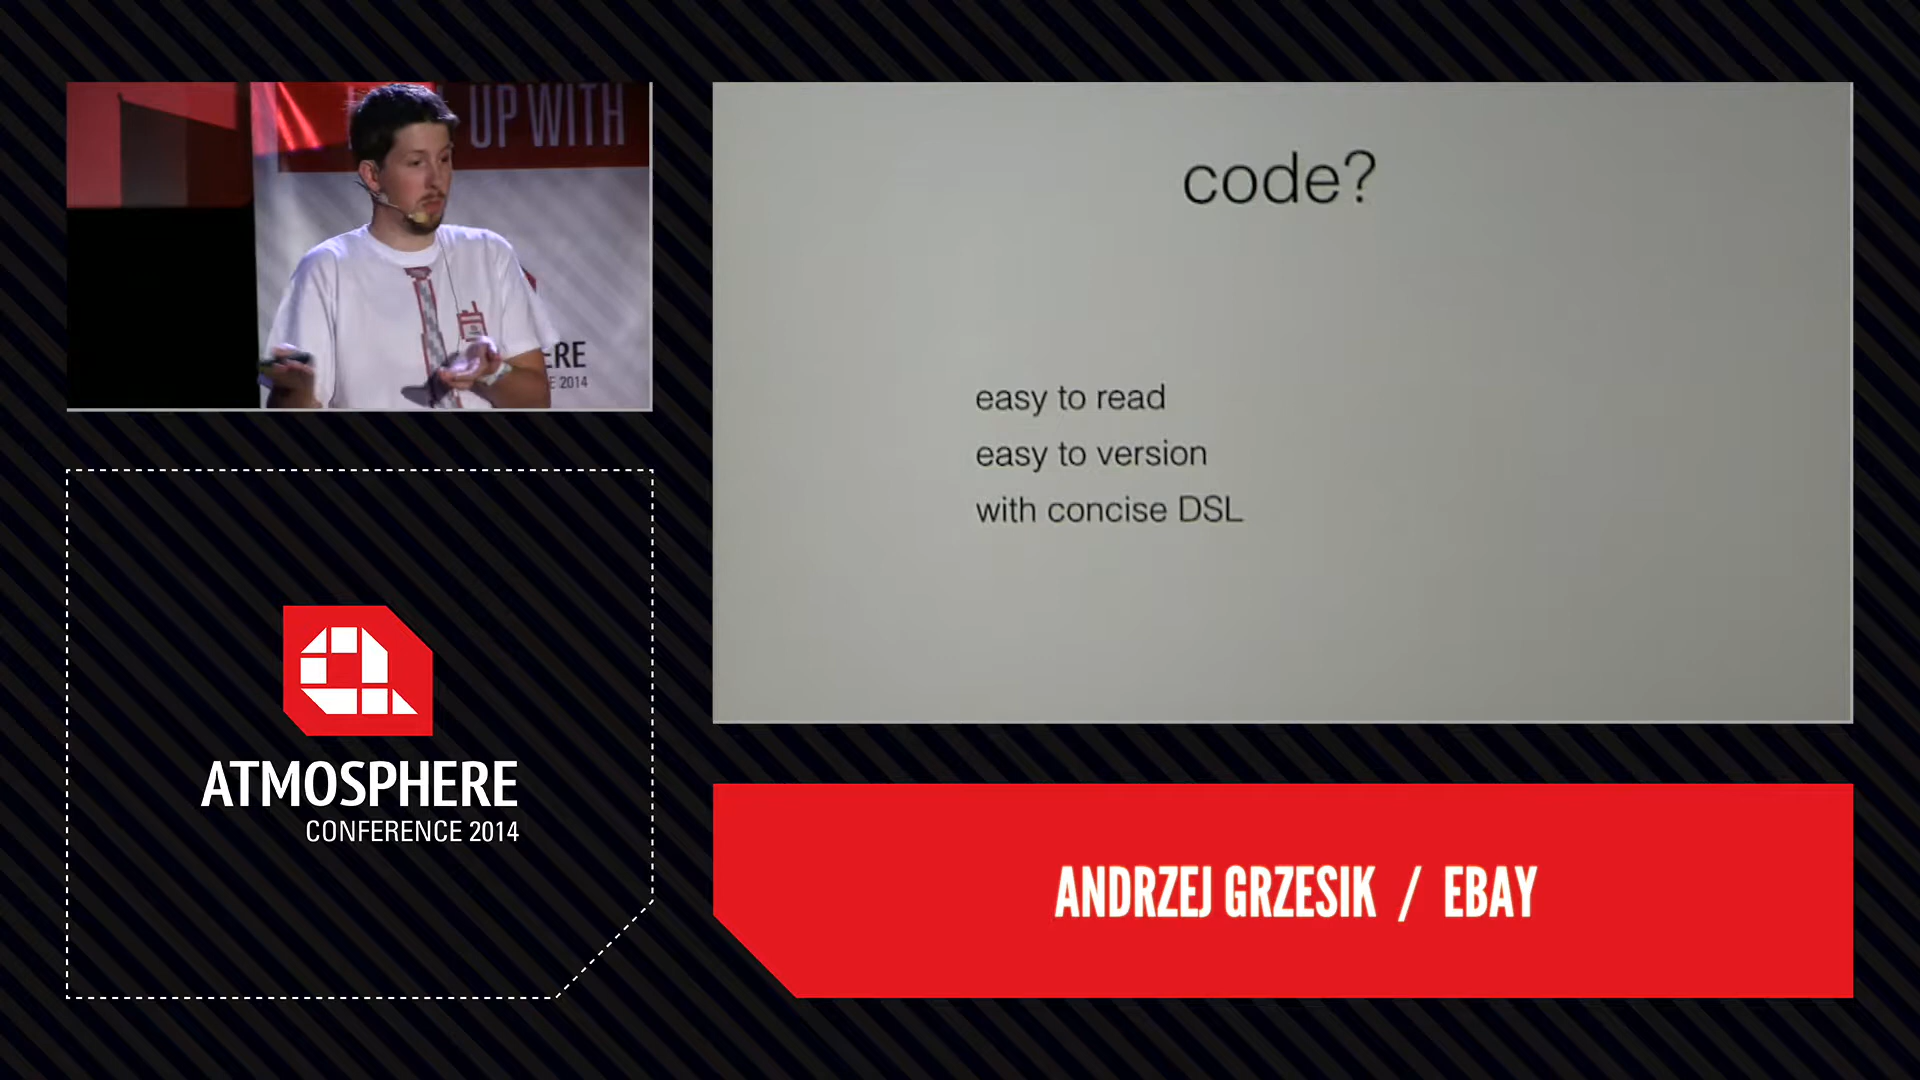 UP WITH
ERE
E 2014
code?
easy to read
easy to version
with concise DSL
ATMOSPHERE
CONFERENCE 2014
ANDRZEJ GRZESIK / EBAY